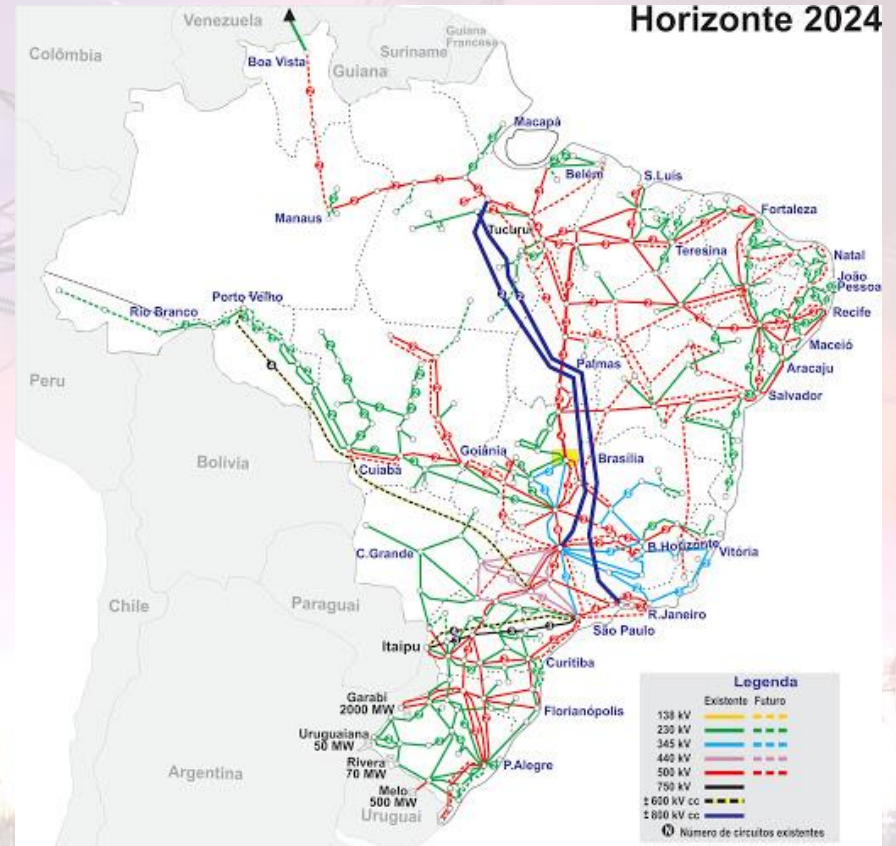 Horizonte 2024
Venezuela
Guiana
Francesa
Colômbia
Suriname
Boa Vista
Guiana
Macapá
Belém
S.Luís
Manaus
Fortaleza
Tucuruí
Teresina
Natal
João
Pessoa
Porto Velho
Rio Branco
Recife
Maceió
Palmas
Aracaju
Peru
Salvador
Goiânia
Brasília
Bolívia
Cuiabá
B.Horizonte
Vitória
C.Grande
Chile
Paraguai
R.Janeiro
São Paulo
Itaipu
Curitiba
Garabi
2000 MW
Florianópolis
Uruguaiana
50 MW
Rivera
70 MW
P.Alegre
Argentina
Melo
500 MW
Uruguai
Legenda
Existente Futuro
138 kV
230 kV
345 kV
440 kV
500 kV
750 kV
± 600 kV cc
± 800 kV cc
N Número de circuitos existentes